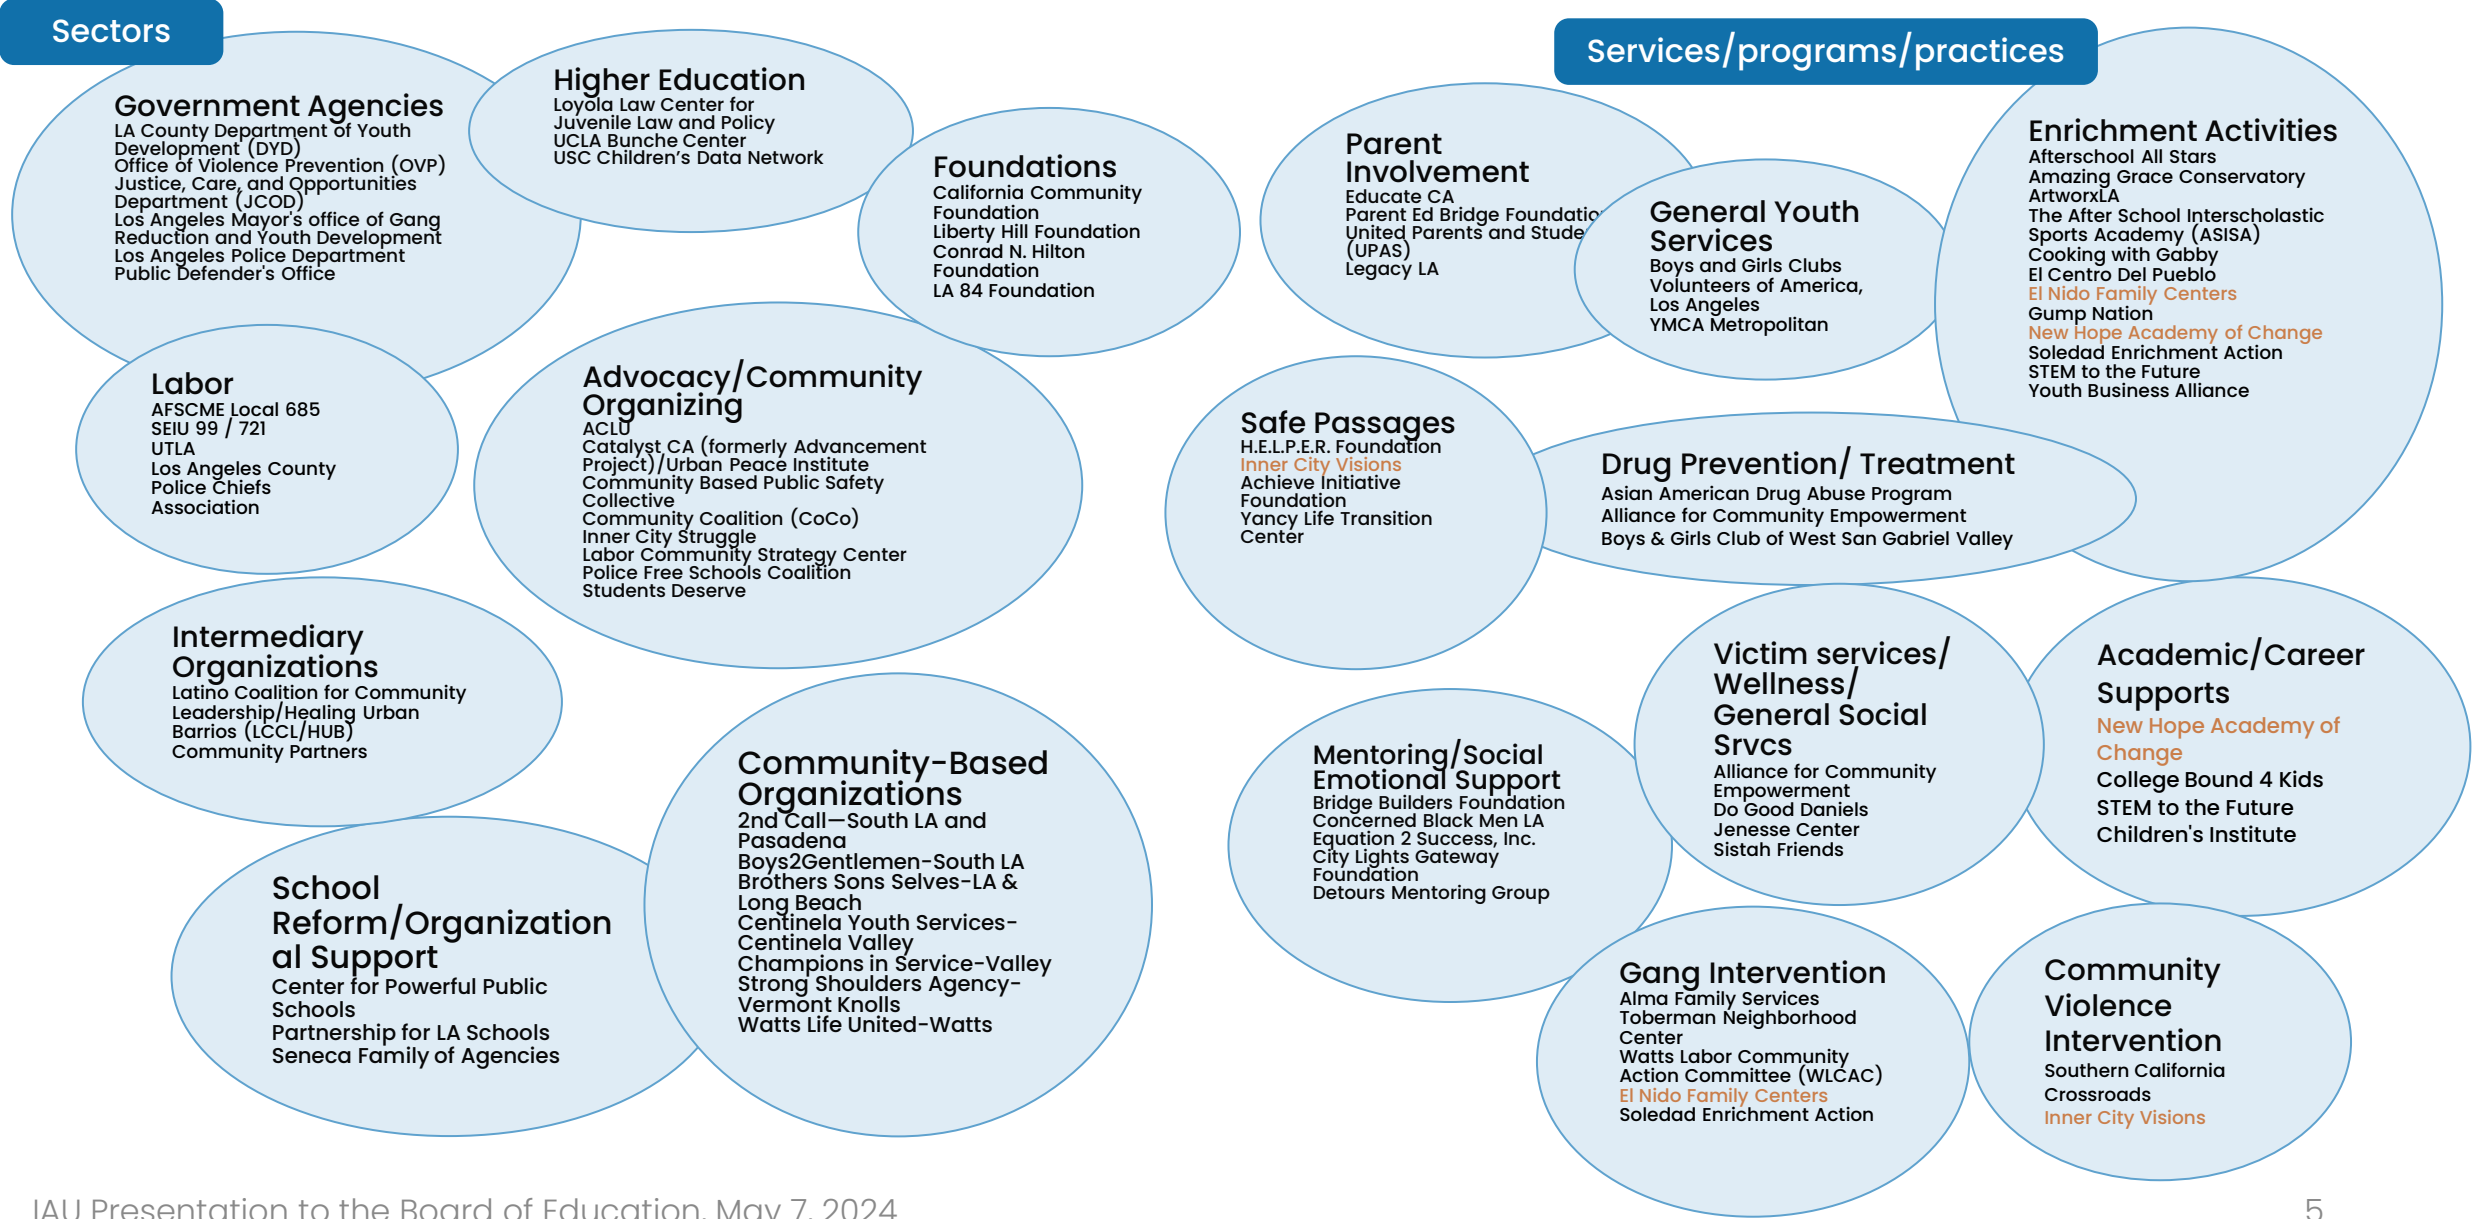 Sectors
Government Agencies
LA County Department of Youth
Development (DYD)
Office of Violence Prevention (OVP)
Justice, Care, and Opportunities
Department (JCOD)
Los Angeles Mayor's office of Gang
Reduction and Youth Development
Los Angeles Police Department
Public Defender's Office
Higher Education
Loyola Law Center for
Juvenile Law and Policy
UCLA Bunche Center
USC Children's Data Network
Foundations
California Community
Foundation
Liberty Hill Foundation
Conrad N. Hilton
Foundation
LA 84 Foundation
Labor
AFSCME Local 685
SEIU 99 / 721
UTLA
Los Angeles County
Police Chiefs
Association
Advocacy/Community
Organizing
ACLU
Catalyst CA (formerly Advancement
Project)/Urban Peace Institute
Community Based Public Safety
Collective
Community Coalition (CoCo)
Inner City Struggle
Labor Community Strategy Center
Police Free Schools Coalition
Students Deserve
Intermediary
Organizations
Latino Coalition for Community
Leadership/Healing Urban
Barrios (LCCL/HUB)
Community Partners
Community-Based
Organizations
2nd Call—South LA and
Pasadena
Boys2Gentlemen-South LA
Brothers Sons Selves-LA &
Long Beach
Centinela Youth Services-
Centinela Valley
Champions in Service-Valley
Strong Shoulders Agency-
Vermont Knolls
Watts Life United-Watts
School
Reform/Organization
al Support
Center for Powerful Public
Schools
Partnership for LA Schools
Seneca Family of Agencies
Services/programs/practices
Parent
Involvement
Educate CA
Parent Ed Bridge Foundatio
United Parents and Stude
(UPAS)
Legacy LA
General Youth
Services
Boys and Girls Clubs
Volunteers of America,
Los Angeles
YMCA Metropolitan
Enrichment Activities
Afterschool All Stars
Amazing Grace Conservatory
ArtworxLA
The After School Interscholastic
Sports Academy (ASISA)
Cooking with Gabby
El Centro Del Pueblo
El Nido Family Centers
Gump Nation
New Hope Academy of Change
Soledad Enrichment Action
STEM to the Future
Youth Business Alliance
Safe Passages
H.E.L.P.E.R. Foundation
Inner City Visions
Achieve Initiative
Foundation
Yancy Life Transition
Center
Drug Prevention/ Treatment
Asian American Drug Abuse Program
Alliance for Community Empowerment
Boys & Girls Club of West San Gabriel Valley
Victim services/
Wellness/
General Social
Srvcs
Alliance for Community
Empowerment
Do Good Daniels
Jenesse Center
Sistah Friends
Academic/Career
Supports
New Hope Academy of
Change
College Bound 4 Kids
STEM to the Future
Children's Institute
Mentoring/Social
Emotional Support
Bridge Builders Foundation
Concerned Black Men LA
Equation 2 Success, Inc.
City Lights Gateway
Foundation
Detours Mentoring Group
Gang Intervention
Alma Family Services
Toberman Neighborhood
Center
Watts Labor Community
Action Committee (WLCAC)
El Nido Family Centers
Soledad Enrichment Action
Community
Violence
Intervention
Southern California
Crossroads
Inner City Visions
IAU Presentation to the Board of Education, May 7, 2024
5